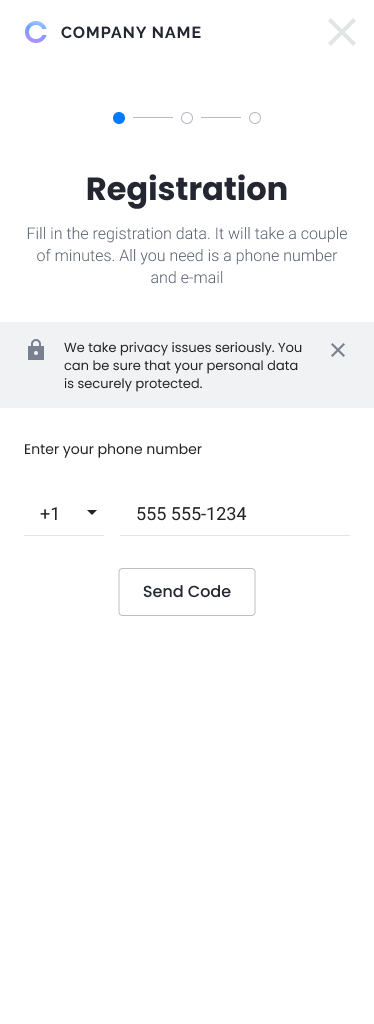 COMPANY NAME
Registration
Fill in the registration data. It will take a couple
of minutes. All you need is a phone number
and e-mail
We take privacy issues seriously. You
can be sure that your personal data
is securely protected.
Enter your phone number
+1 555 555-1234
Send Code